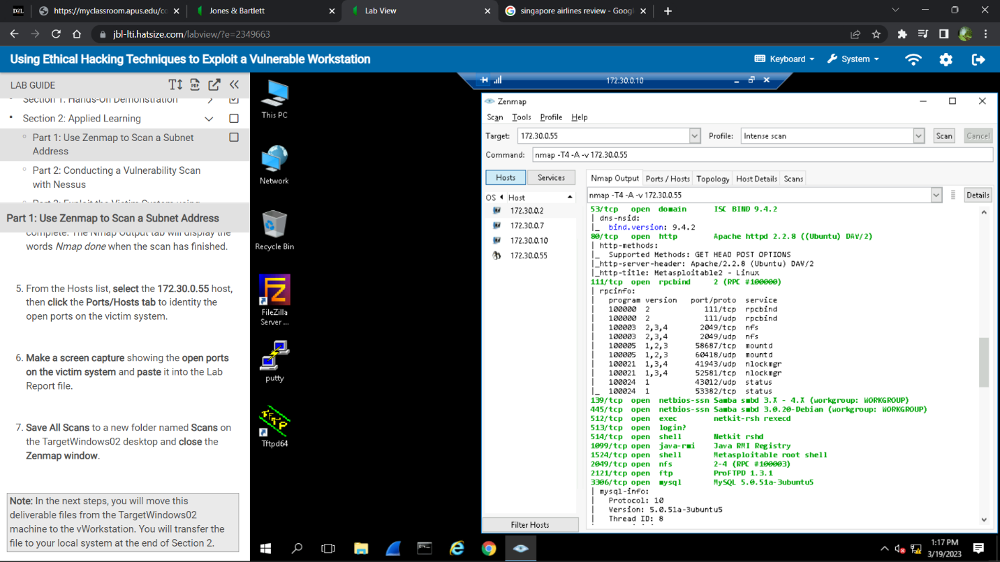 D2L
https://myclassroom.apus.edu/co
Jones & Bartlett
Lab View
singapore airlines review - Googl
jbl-lti.hatsize.com/labview/?e=2349663
Using Ethical Hacking Techniques to Exploit a Vulnerable Workstation
Keyboard
System
LAB GUIDE
PDF
Section 1: Hands-On Demonstration
Section 2: Applied Learning
Part 1: Use Zenmap to Scan a Subnet
Address
Part 2: Conducting a Vulnerability Scan
with Nessus
Part 3: Exploit the Victim System using
Part 1: Use Zenmap to Scan a Subnet Address
complete. The Nmap Output tab will display the
words Nmap done when the scan has finished.
5. From the Hosts list, select the 172.30.0.55 host,
then click the Ports/Hosts tab to identify the
open ports on the victim system.
6. Make a screen capture showing the open ports
on the victim system and paste it into the Lab
Report file.
7. Save All Scans to a new folder named Scans on
the TargetWindows02 desktop and close the
Zenmap window.
Note: In the next steps, you will move this
deliverable files from the TargetWindows02
machine to the vWorkstation. You will transfer the
file to your local system at the end of Section 2.
This PC
Network
Recycle Bin
FileZilla
Server ...
putty
Tftpd64
172.30.0.10
Zenmap
Scan Tools Profile Help
Target: 172.30.0.55 Profile: Intense scan Scan Cancel
Command: nmap -T4 -A -v 172.30.0.55
Hosts Services
OS Host
172.30.0.2
172.30.0.7
172.30.0.10
172.30.0.55
Filter Hosts
Nmap Output Ports / Hosts Topology Host Details Scans
nmap -T4 -A -v 172.30.0.55 Details
53/tcp open domain ISC BIND 9.4.2
| dns-nsid:
|_ bind.version: 9.4.2
80/tcp open http Apache httpd 2.2.8 ((Ubuntu) DAV/2)
| http-methods:
|_ Supported Methods: GET HEAD POST OPTIONS
|_http-server-header: Apache/2.2.8 (Ubuntu) DAV/2
|_http-title: Metasploitable2 - Linux
111/tcp open rpcbind 2 (RPC #100000)
| rpcinfo:
| program version port/proto service
| 100000 2 111/tcp rpcbind
| 100000 2 111/udp rpcbind
| 100003 2,3,4 2049/tcp nfs
| 100003 2,3,4 2049/udp nfs
| 100005 1,2,3 58687/tcp mountd
| 100005 1,2,3 60418/udp mountd
| 100021 1,3,4 41943/udp nlockmgr
| 100021 1,3,4 52581/tcp nlockmgr
| 100024 1 43012/udp status
|_ 100024 1 53382/tcp status
139/tcp open netbios-ssn Samba smbd 3.X - 4.X (workgroup: WORKGROUP)
445/tcp open netbios-ssn Samba smbd 3.0.20-Debian (workgroup: WORKGROUP)
512/tcp open exec netkit-rsh rexecd
513/tcp open login?
514/tcp open shell Netkit rshd
1099/tcp open java-rmi Java RMI Registry
1524/tcp open shell Metasploitable root shell
2049/tcp open nfs 2-4 (RPC #100003)
2121/tcp open ftp ProFTPD 1.3.1
3306/tcp open mysql MySQL 5.0.51a-3ubuntu5
| mysql-info:
| Protocol: 10
| Version: 5.0.51a-3ubuntu5
| Thread ID: 8
1:17 PM
3/19/2023